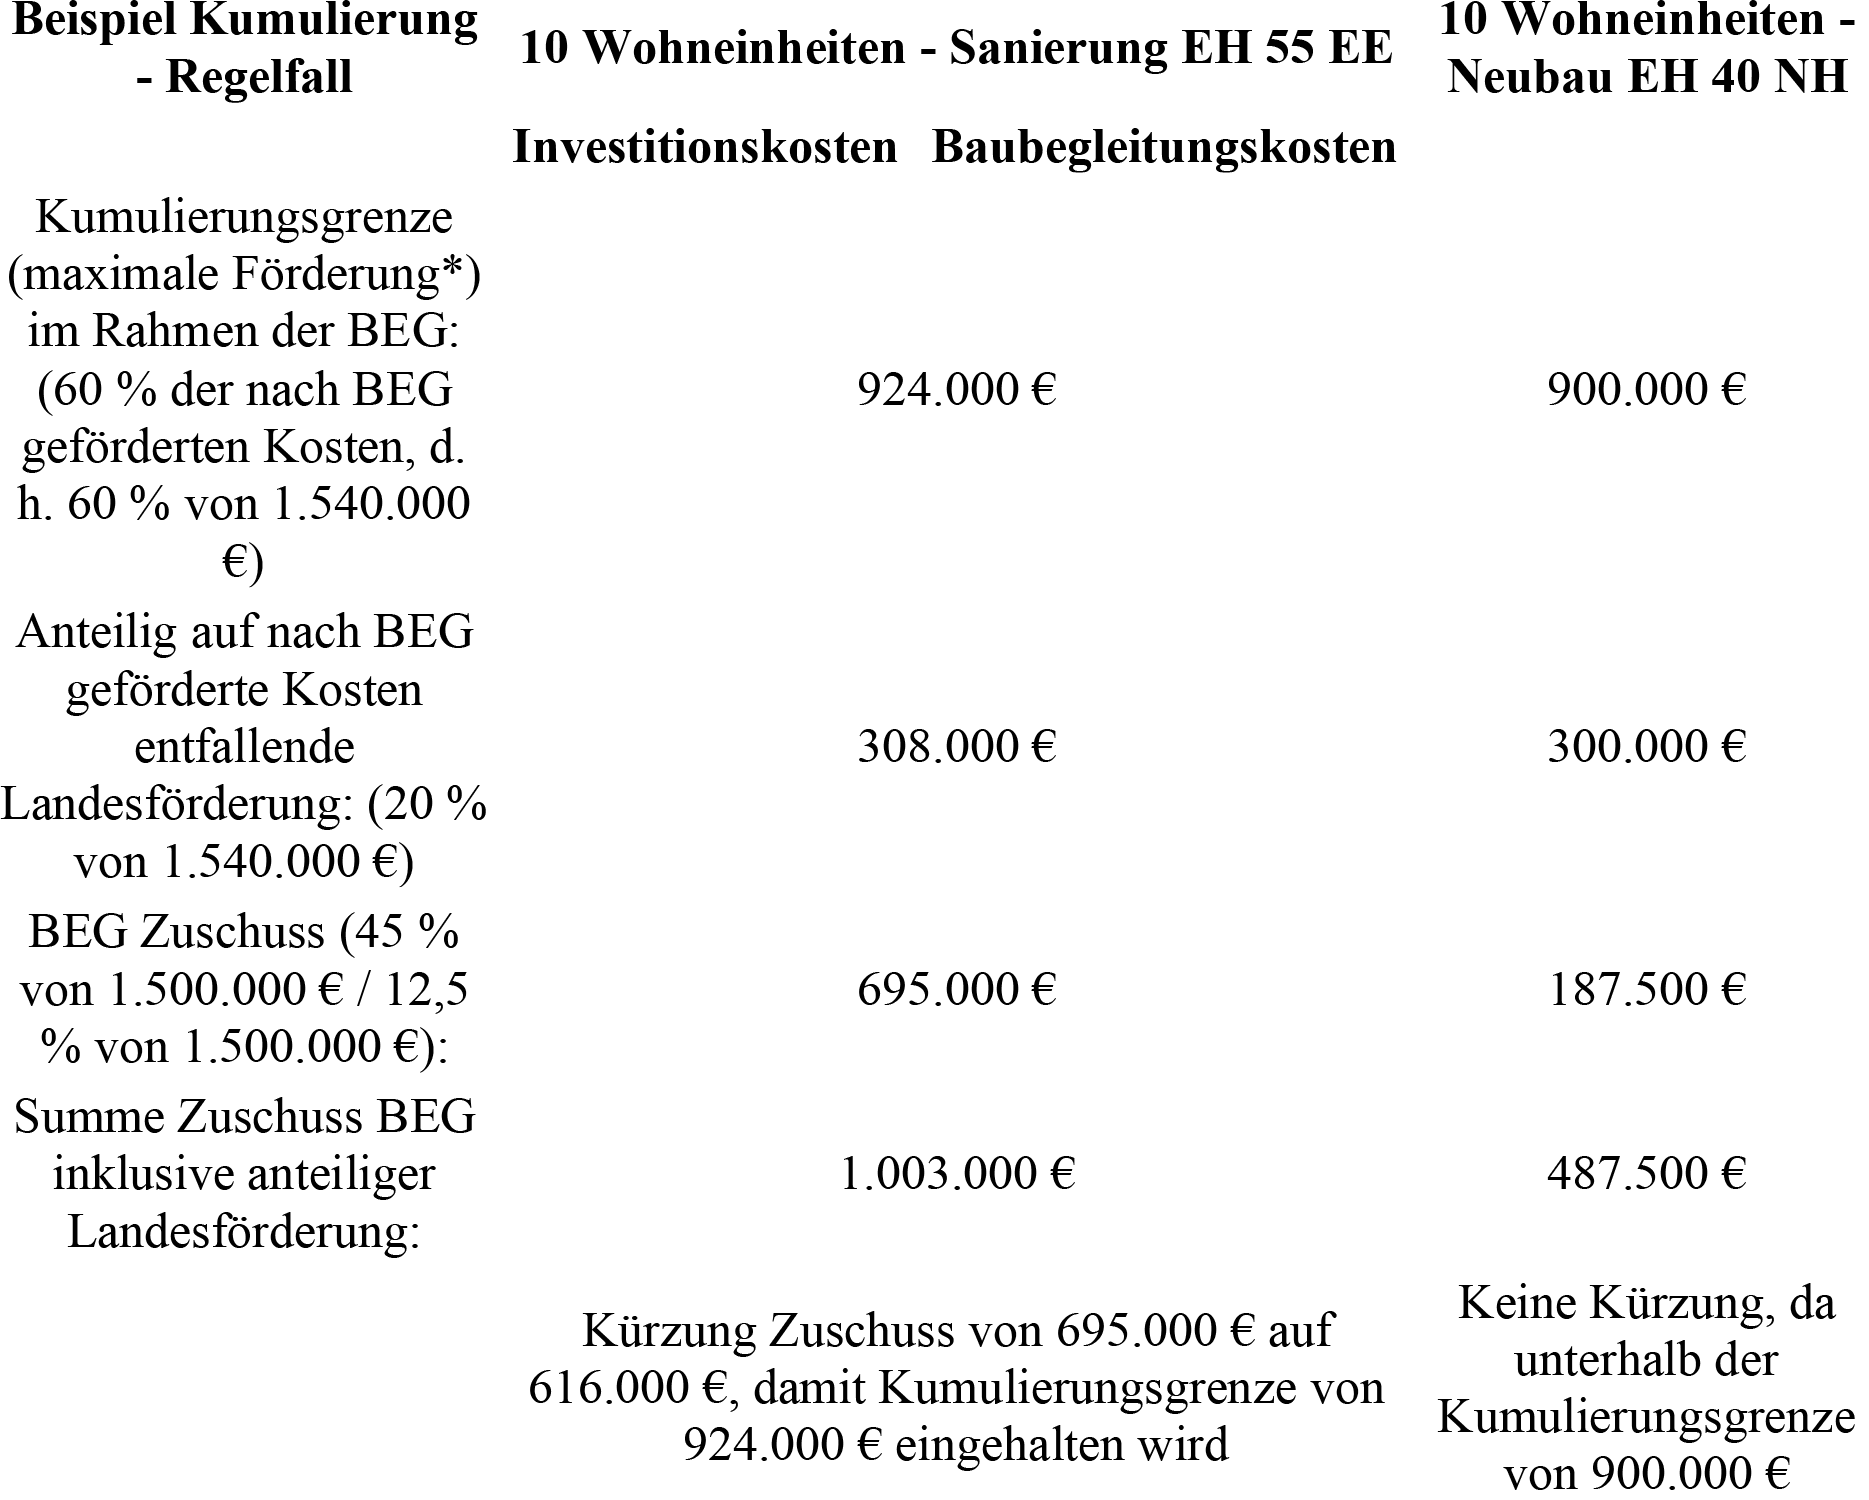 Beispiel Kumulierung
- Regelfall
10 Wohneinheiten - Sanierung EH 55 EE
10 Wohneinheiten -
Neubau EH 40 NH
Investitionskosten Baubegleitungskosten
Kumulierungsgrenze
(maximale Förderung*)
im Rahmen der BEG:
(60 % der nach BEG
geförderten Kosten, d.
h. 60 % von 1.540.000
€)
924.000 €
900.000 €
Anteilig auf nach BEG
geförderte Kosten
entfallende
Landesförderung: (20 %
von 1.540.000 €)
308.000 €
300.000 €
BEG Zuschuss (45 %
von 1.500.000 € / 12,5
% von 1.500.000 €):
695.000 €
187.500 €
Summe Zuschuss BEG
inklusive anteiliger
Landesförderung:
1.003.000 €
487.500 €
Kürzung Zuschuss von 695.000 € auf
616.000 €, damit Kumulierungsgrenze von
924.000 € eingehalten wird
Keine Kürzung, da
unterhalb der
Kumulierungsgrenze
von 900.000 €